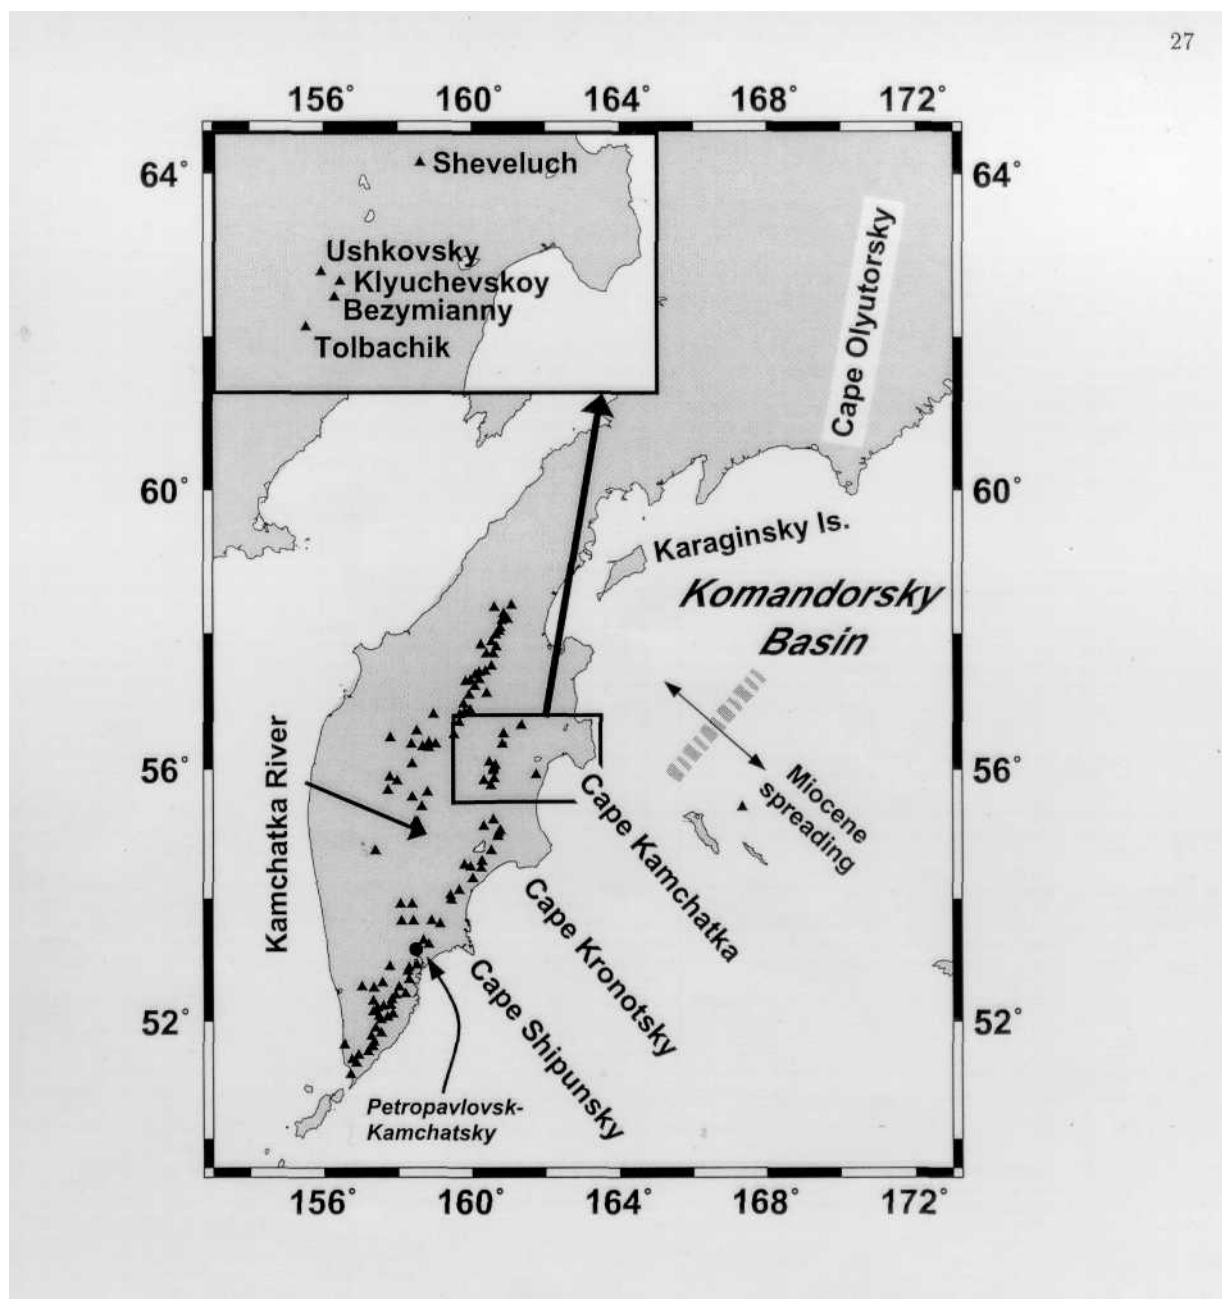 27
156° 160° 164° 168° 172°
64° 64°
Sheveluch
Ushkovsky
Klyuchevskoy
Bezymianny
Tolbachik
Cape Olyutorsky
60° 60°
Karaginsky Is.
Komandorsky
Basin
Kamchatka River
56° 56°
Miocene
spreading
Cape Kamchatka
Cape Kronotsky
Cape Shipunsky
52° 52°
Petropavlovsk-
Kamchatsky
156° 160° 164° 168° 172°